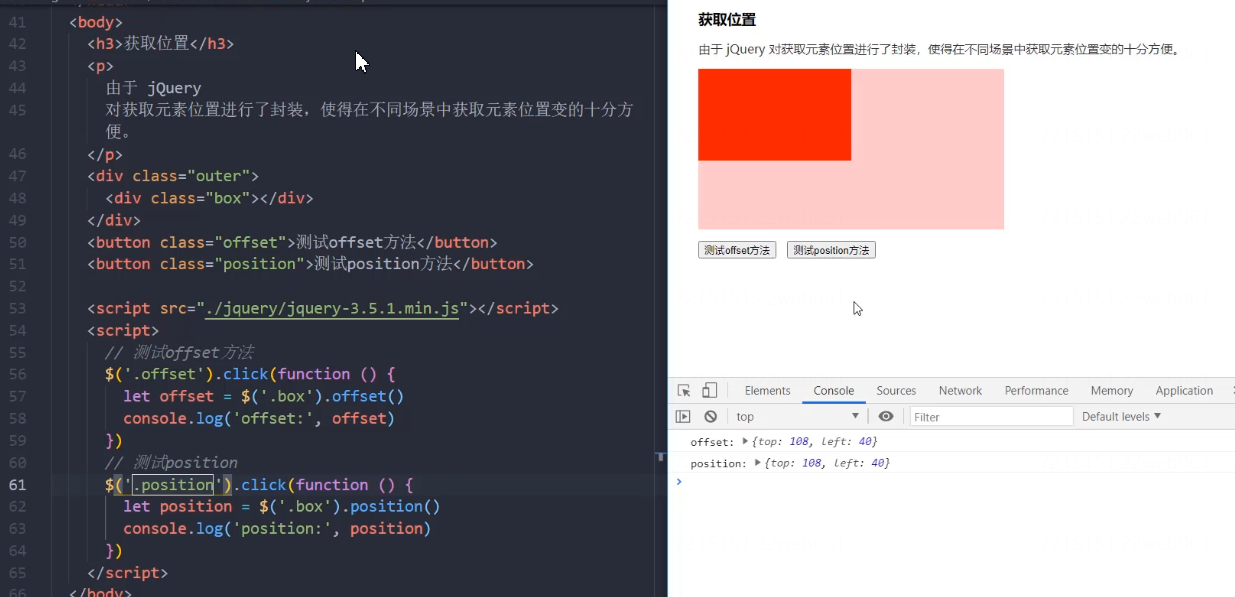 41 <body>
42 <h3>获取位置</h3>
43 <p>
44 由于 jQuery
45 对获取元素位置进行了封装，使得在不同场景中获取元素位置变的十分方
便。
46 </p>
47 <div class="outer">
48 <div class="box"></div>
49 </div>
50 <button class="offset">测试offset方法</button>
51 <button class="position">测试position方法</button>
52
53 <script src="./jquery/jquery-3.5.1.min.js"></script>
54 <script>
55 // 测试offset方法
56 $('.offset').click(function () {
57 let offset = $('.box').offset()
58 console.log('offset:', offset)
59 })
60 // 测试position
61 $('.position').click(function () {
62 let position = $('.box').position()
63 console.log('position:', position)
64 })
65 </script>
66 </body>
获取位置
由于 jQuery 对获取元素位置进行了封装，使得在不同场景中获取元素位置变的十分方便。
测试offset方法 测试position方法
Elements Console Sources Network Performance Memory Application
top Filter Default levels
offset: {top: 108, left: 40}
position: {top: 108, left: 40}